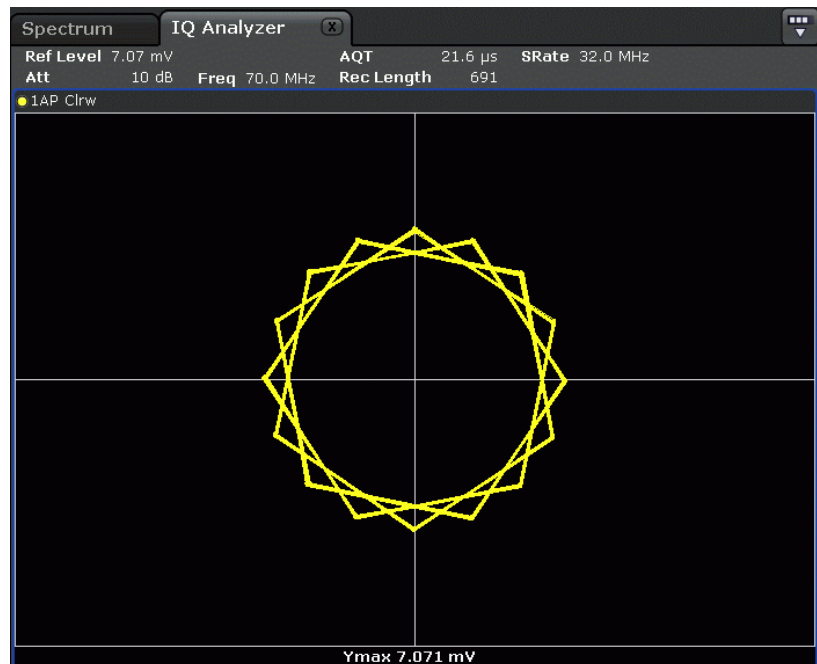 Spectrum IQ Analyzer X
Ref Level 7.07 mV AQT 21.6 µs SRate 32.0 MHz
Att 10 dB Freq 70.0 MHz Rec Length 691
1AP Clrw
Ymax 7.071 mV